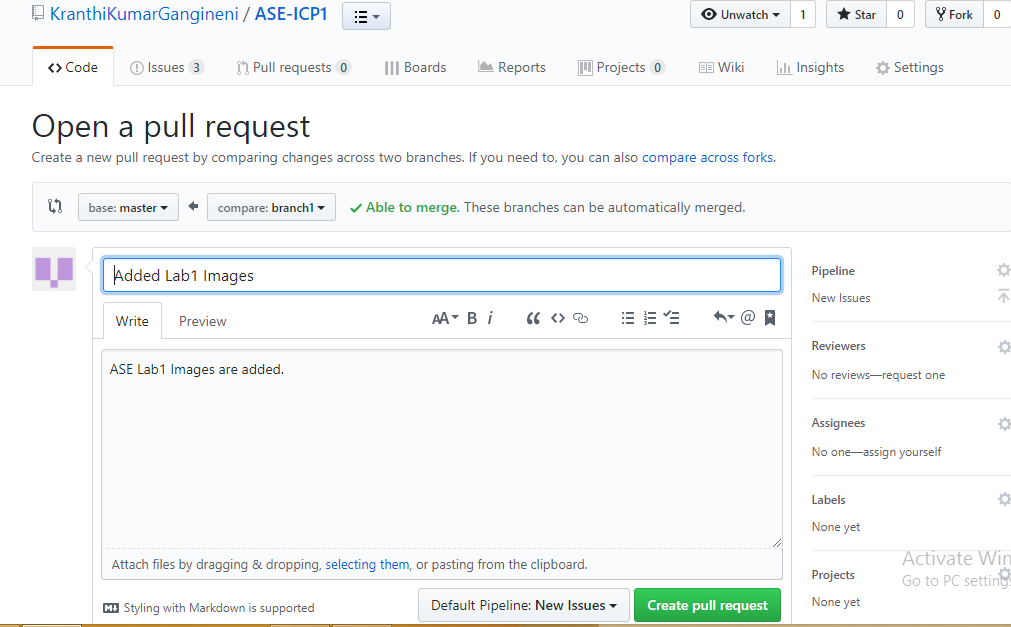 KranthiKumarGangineni / ASE-ICP1
Unwatch 1 Star 0 Fork 0
Code Issues 3 Pull requests 0 Boards Reports Projects 0 Wiki Insights Settings
Open a pull request
Create a new pull request by comparing changes across two branches. If you need to, you can also compare across forks.
base: master compare: branch1 Able to merge. These branches can be automatically merged.
Added Lab1 Images
Write Preview AA B i @
ASE Lab1 Images are added.
Attach files by dragging & dropping, selecting them, or pasting from the clipboard.
Styling with Markdown is supported
Default Pipeline: New Issues Create pull request
Pipeline
New Issues
Reviewers
No reviews—request one
Assignees
No one—assign yourself
Labels
None yet
Projects
None yet
Activate Win
Go to PC settings